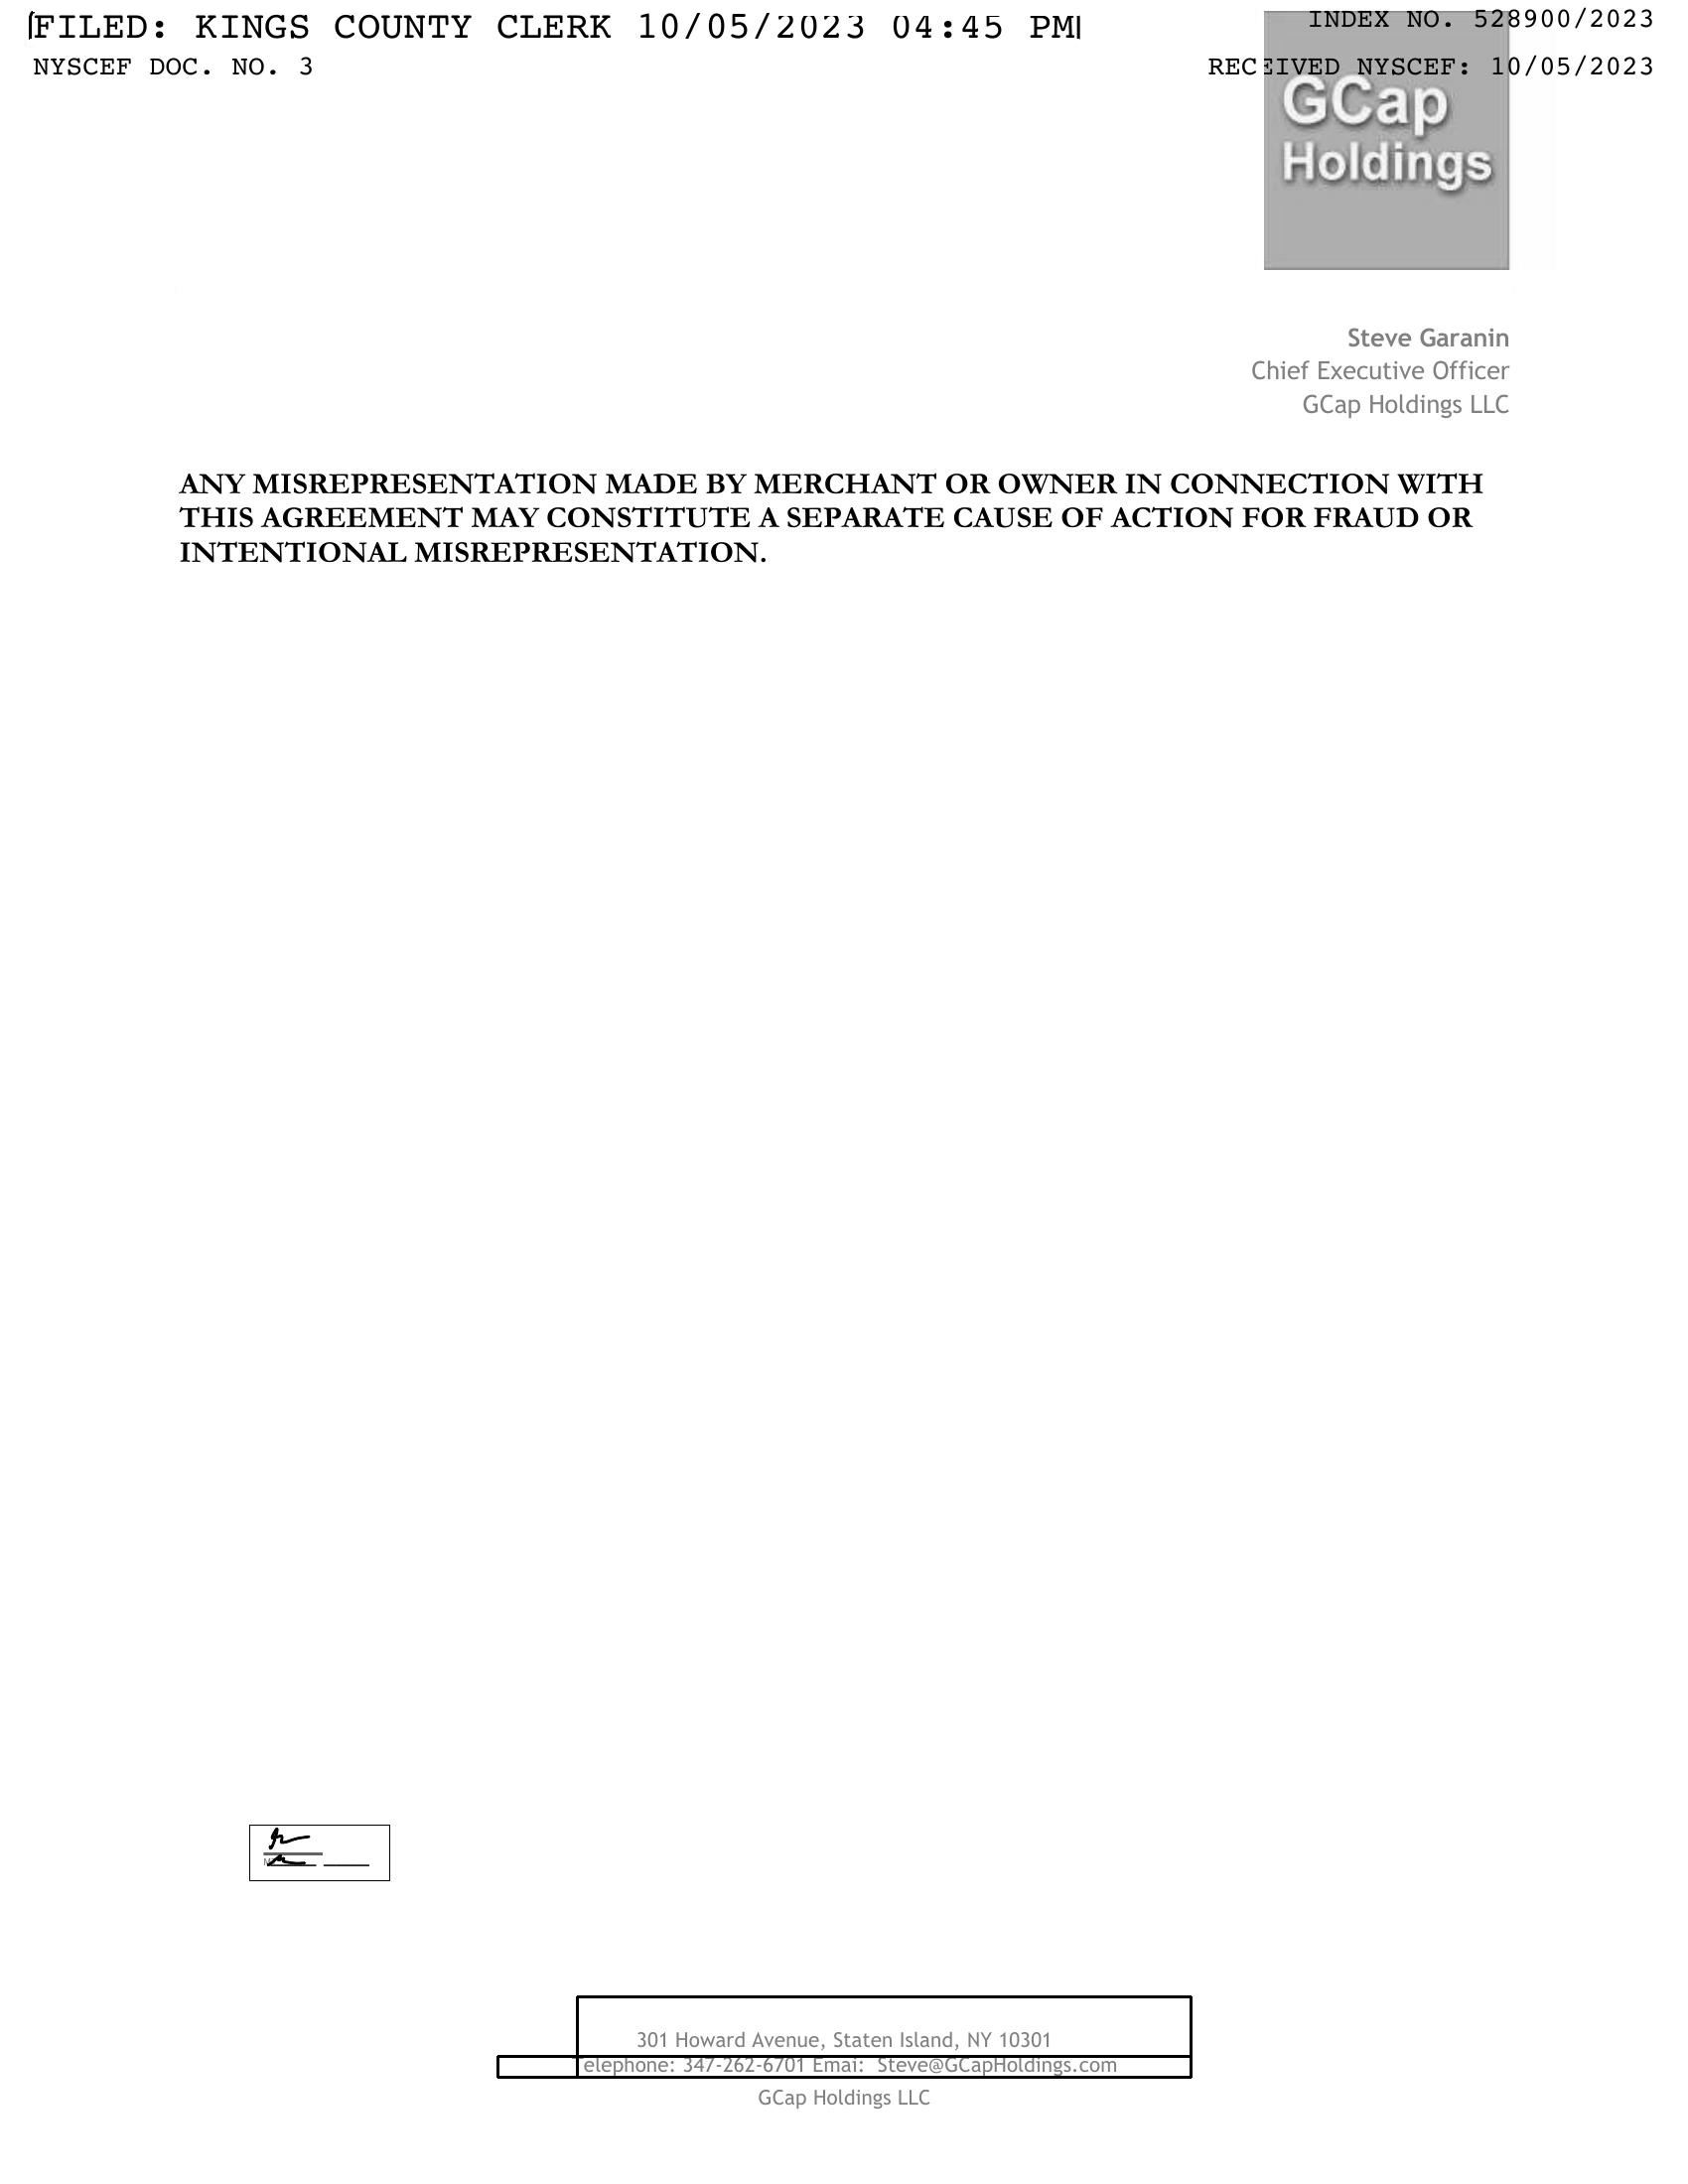 FILED: KINGS COUNTY CLERK 10/05/2023 04:45 PM
INDEX NO. 528900/2023
NYSCEF DOC. NO. 3
RECEIVED NYSCEF: 10/05/2023
GCap
Holdings
Steve Garanin
Chief Executive Officer
GCap Holdings LLC
ANY MISREPRESENTATION MADE BY MERCHANT OR OWNER IN CONNECTION WITH
THIS AGREEMENT MAY CONSTITUTE A SEPARATE CAUSE OF ACTION FOR FRAUD OR
INTENTIONAL MISREPRESENTATION.
301 Howard Avenue, Staten Island, NY 10301
Telephone: 347-262-6701 Emai: Steve@GCapHoldings.com
GCap Holdings LLC